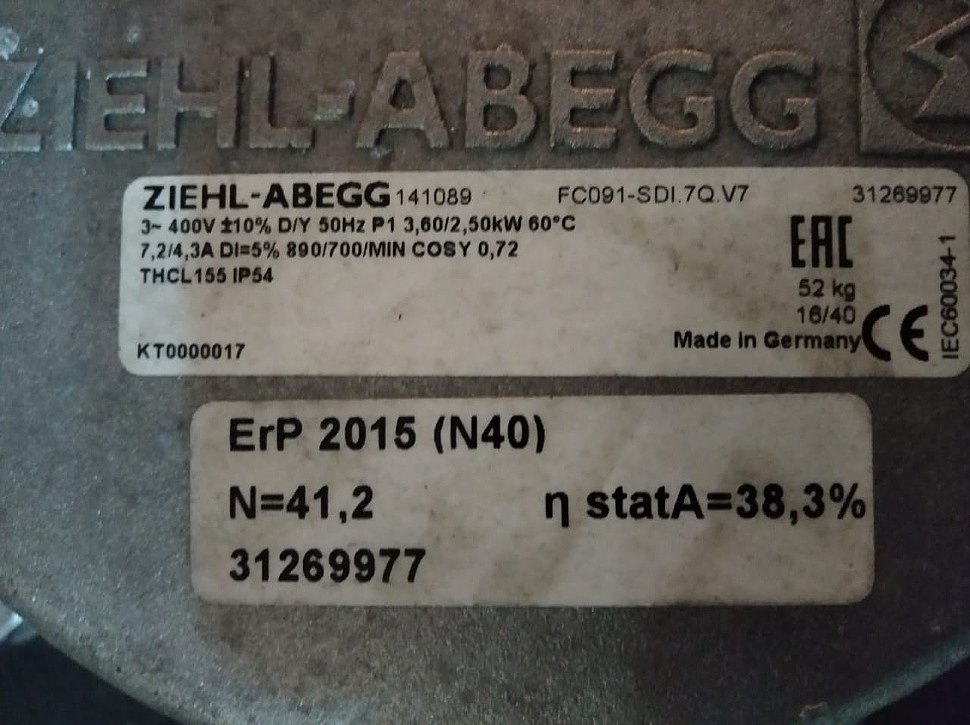 ZIEHL-ABEGG
ZIEHL-ABEGG 141089 FC091-SDI.7Q.V7 31269977
3~ 400V ±10% D/Y 50Hz P1 3,60/2,50kW 60°C
7,2/4,3A DI=5% 890/700/MIN COSY 0,72
THCL155 IP54
EAC
52 kg
16/40
Made in Germany CE
IEC60034-1
KT0000017
ErP 2015 (N40)
N=41,2 η statA=38,3%
31269977